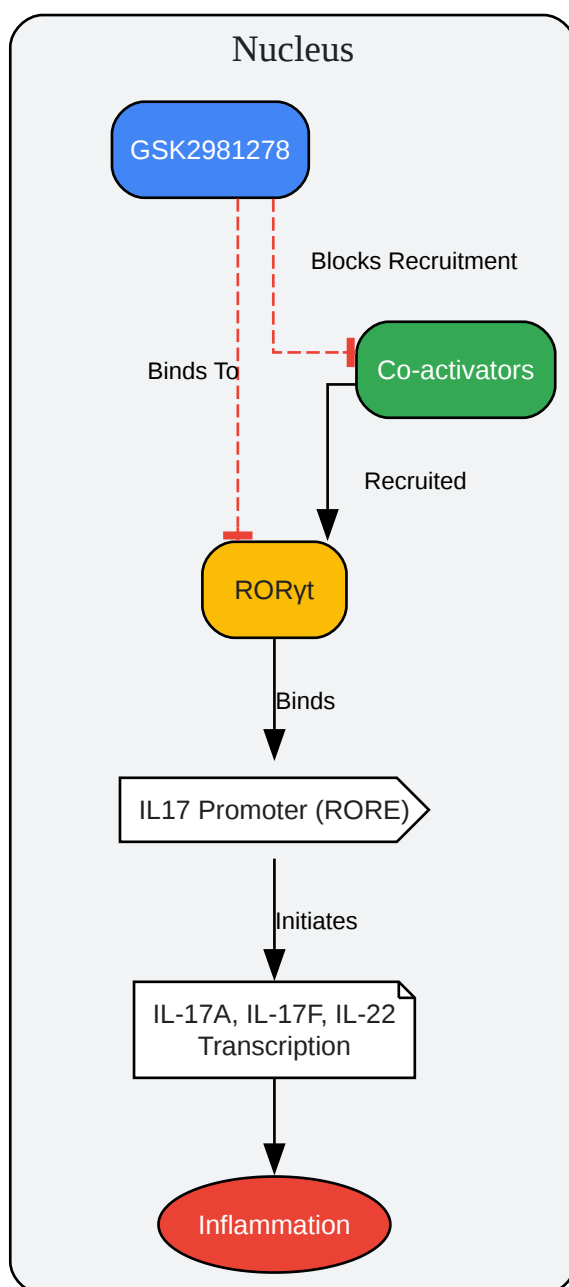 Nucleus
GSK2981278
Blocks Recruitment
Binds To
Co-activators
Recruited
RORγt
Binds
IL17 Promoter (RORE)
Initiates
IL-17A, IL-17F, IL-22
Transcription
Inflammation